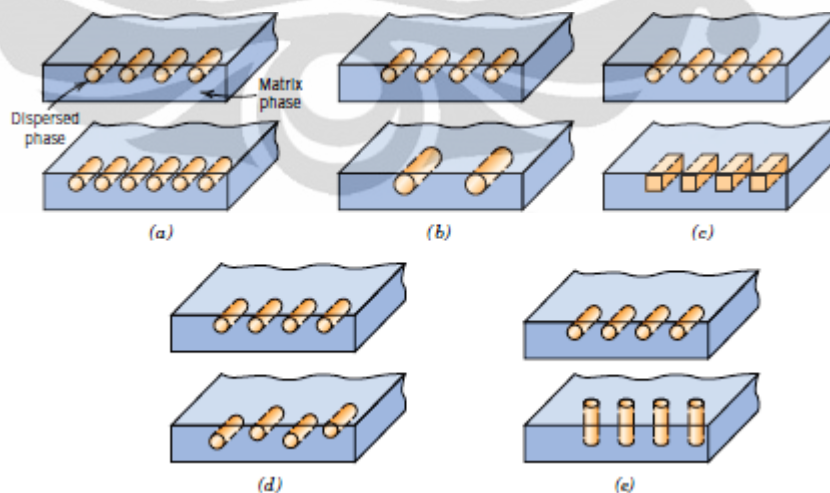 Matrix
phase
Dispersed
phase
(a)
(b)
(c)
(d)
(e)